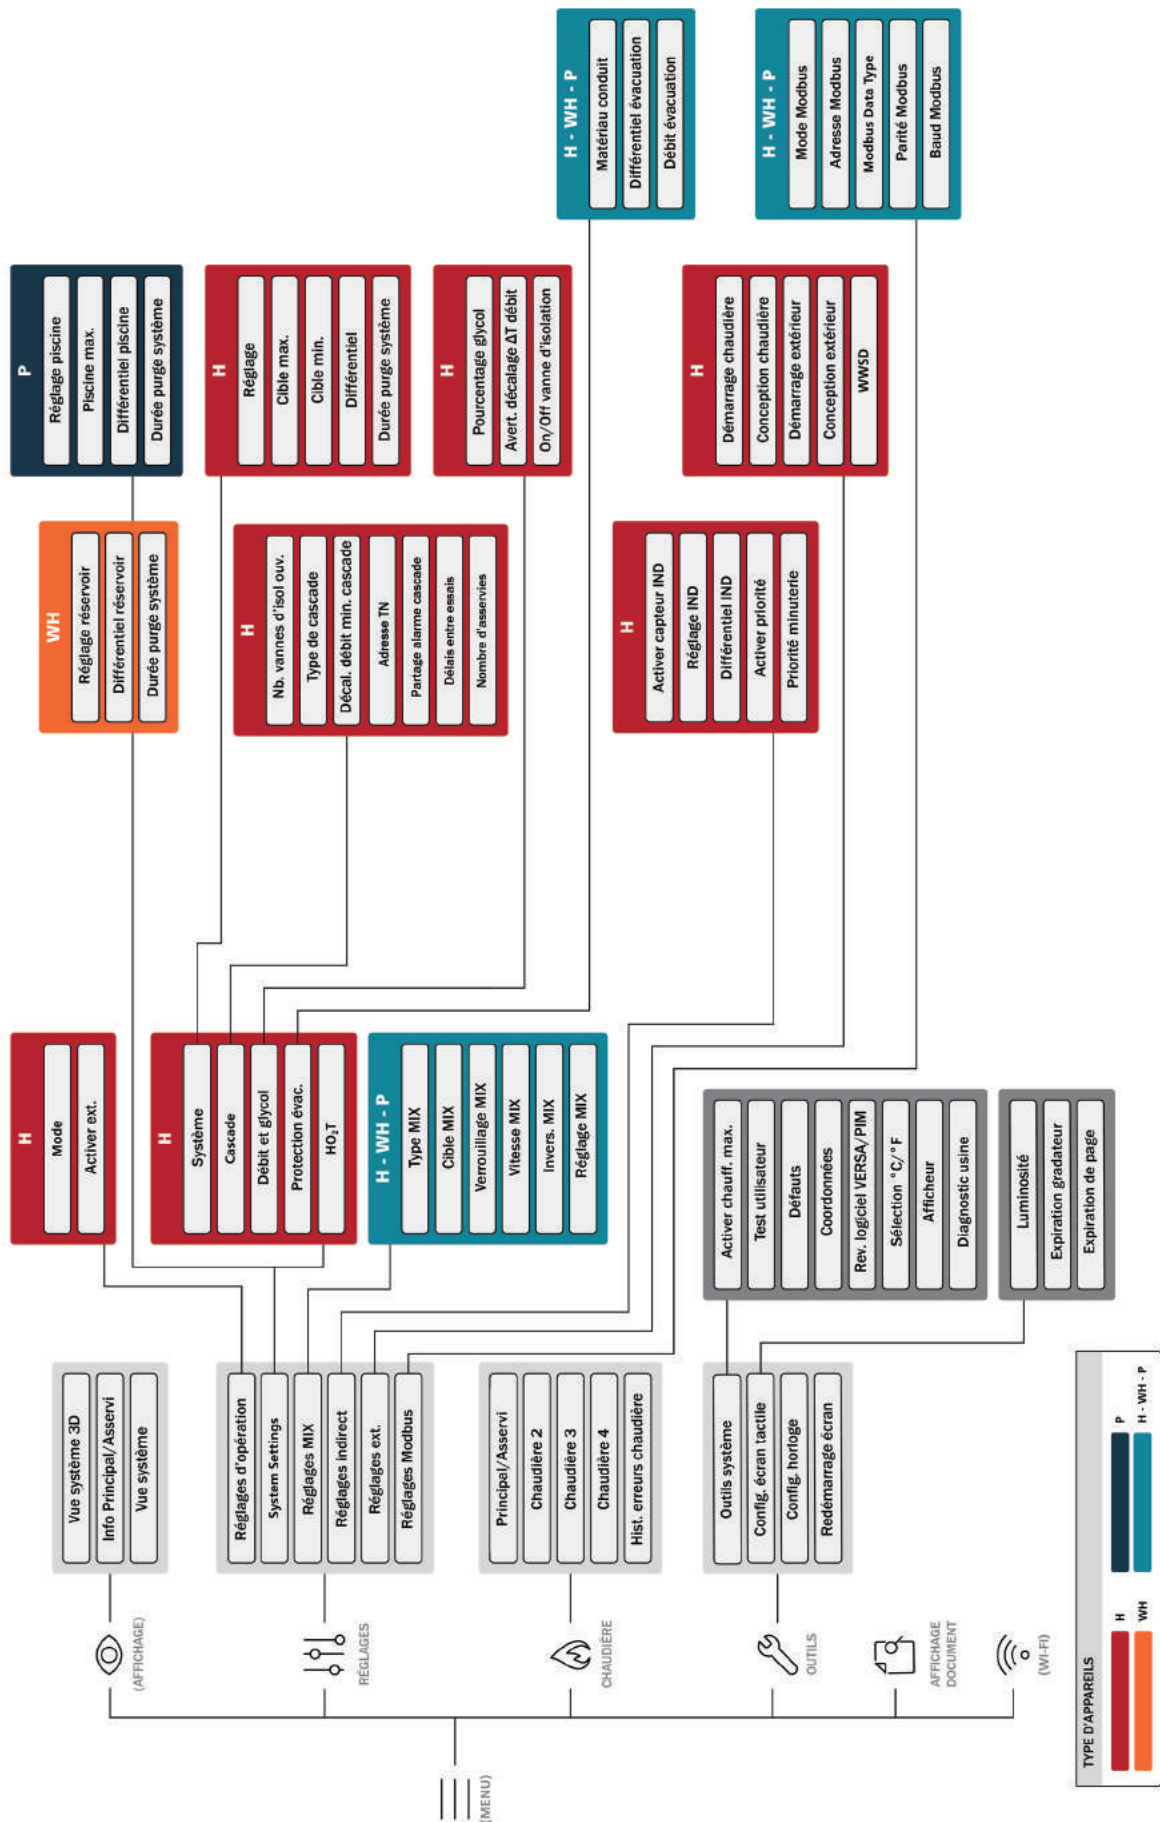 (MENU)
(AFFICHAGE)
Vue système 3D
Info Principal/Asservi
Vue système
RÉGLAGES
Réglages d'opération
System Settings
Réglages MIX
Réglages indirect
Réglages ext.
Réglages Modbus
CHAUDIÈRE
Principal/Asservi
Chaudière 2
Chaudière 3
Chaudière 4
Hist. erreurs chaudière
OUTILS
Outils système
Config. écran tactile
Config. horloge
Redémarrage écran
AFFICHAGE
DOCUMENT
(WI-FI)
H
Mode
Activer ext.
H
Système
Cascade
Débit et glycol
Protection évac.
HO₂T
H - WH - P
Type MIX
Cible MIX
Verrouillage MIX
Vitesse MIX
Invers. MIX
Réglage MIX
Activer chauff. max.
Test utilisateur
Défauts
Coordonnées
Rev. logiciel VERSA/PIM
Sélection °C/°F
Afficheur
Diagnostic usine
Luminosité
Expiration gradateur
Expiration de page
WH
Réglage réservoir
Différentiel réservoir
Durée purge système
H
Nb. vannes d'isol ouv.
Type de cascade
Décal. débit min. cascade
Adresse TN
Partage alarme cascade
Délais entre essais
Nombre d'asservies
H
Activer capteur IND
Réglage IND
Différentiel IND
Activer priorité
Priorité minuterie
P
Réglage piscine
Piscine max.
Différentiel piscine
Durée purge système
H
Réglage
Cible max.
Cible min.
Différentiel
Durée purge système
H
Pourcentage glycol
Avert. décalage ΔT débit
On/Off vanne d'isolation
H
Démarrage chaudière
Conception chaudière
Démarrage extérieur
Conception extérieur
WWSD
H - WH - P
Matériau conduit
Différentiel évacuation
Débit évacuation
H - WH - P
Mode Modbus
Adresse Modbus
Modbus Data Type
Parité Modbus
Baud Modbus
TYPE D'APPAREILS
H
P
WH
H - WH - P